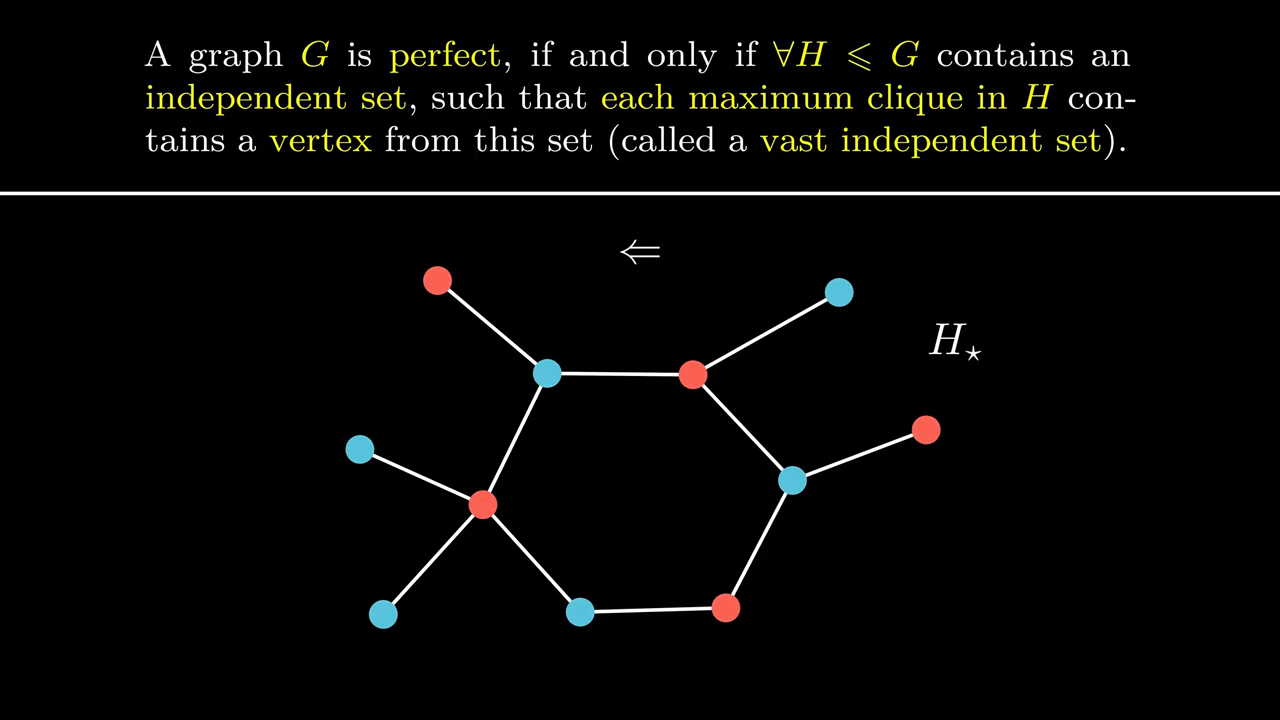 A graph G is perfect, if and only if ∀H ⩽ G contains an
independent set, such that each maximum clique in H con-
tains a vertex from this set (called a vast independent set).
⇐
H⋆